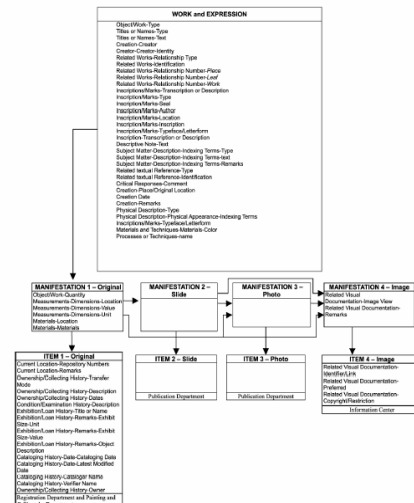 WORK and EXPRESSION
Object/Work-Type
Titles or Names-Type
Titles or Names-Text
Creation-Creator
Creator-Creator-Identity
Related Works-Relationship Type
Related Works-Identification
Related Works-Relationship Number-Piece
Related Works-Relationship Number-Leaf
Related Works-Relationship Number-Work
Inscriptions/Marks-Transcription or Description
Inscription/Marks-Type
Inscription/Marks-Seal
Inscription/Marks-Author
Inscription/Marks-Location
Inscription/Marks-Inscription
Inscription/Marks-Typeface/Letterform
Inscription-Transcription or Description
Descriptive Note-Text
Subject Matter-Description-Indexing Terms-Type
Subject Matter-Description-Indexing Terms-text
Subject Matter-Description-Indexing Terms-Remarks
Related textual Reference-Type
Related textual Reference-Identification
Critical Responses-Comment
Creation-Place/Original Location
Creation Date
Creation-Remarks
Physical Description-Type
Physical Description-Physical Appearance-Indexing Terms
Inscriptions/Marks-Typeface/Letterform
Materials and Techniques-Materials-Color
Processes or Techniques-name
MANIFESTATION 1 – Original
Object/Work-Quantity
Measurements-Dimensions-Location
Measurements-Dimensions-Value
Measurements-Dimensions-Unit
Materials-Location
Materials-Materials
MANIFESTATION 2 –
Slide
MANIFESTATION 3 –
Photo
MANIFESTATION 4 – Image
Related Visual
Documentation-Image View
Related Visual Documentation-
Remarks
ITEM 1 – Original
Current Location-Repository Numbers
Current Location-Remarks
Ownership/Collecting History-Transfer
Mode
Ownership/Collecting History-Description
Ownership/Collecting History-Dates
Condition/Examination History-Description
Exhibition/Loan History-Title or Name
Exhibition/Loan History-Remarks-Exhibit
Size-Unit
Exhibition/Loan History-Remarks-Exhibit
Size-Value
Exhibition/Loan History-Remarks-Object
Description
Cataloging History-Date-Cataloging Data
Cataloging History-Date-Latest Modified
Date
Cataloging History-Cataloger Name
Cataloging History-Verifier Name
Ownership/Collecting History-Owner
Registration Department and Painting and
ITEM 2 – Slide
Publication Department
ITEM 3 – Photo
Publication Department
ITEM 4 – Image
Related Visual Documentation-
Identifier/Link
Related Visual Documentation-
Preferred
Related Visual Documentation-
Copyright/Restriction
Information Center